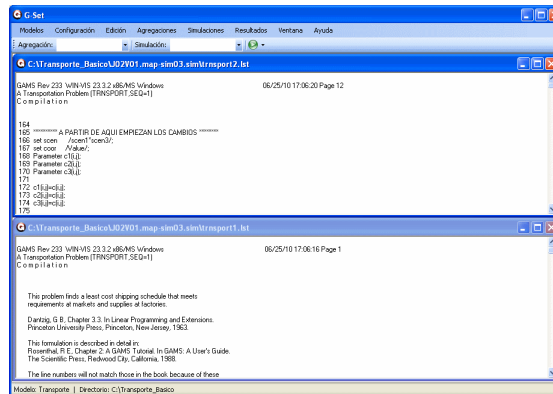 G-Set
Modelos Configuración Edición Agregaciones Simulaciones Resultados Ventana Ayuda
Agregación: Simulación:
C:\Transporte_Basico\J02V01.map-sim03.sim\trnsport2.lst
GAMS Rev 233 WIN-VIS 23.3.2 x86/MS Windows 06/25/10 17:06:20 Page 12
A Transportation Problem (TRNSPORT,SEQ=1)
C o m p i l a t i o n
164
165 ******** A PARTIR DE AQUI EMPIEZAN LOS CAMBIOS ********
166 set scen /scen1*scen3/;
167 set coor /Value/;
168 Parameter c1(i,j);
169 Parameter c2(i,j);
170 Parameter c3(i,j);
171
172 c1(i,j)=c(i,j);
173 c2(i,j)=c(i,j);
174 c3(i,j)=c(i,j);
175
C:\Transporte_Basico\J02V01.map-sim03.sim\trnsport1.lst
GAMS Rev 233 WIN-VIS 23.3.2 x86/MS Windows 06/25/10 17:06:16 Page 1
A Transportation Problem (TRNSPORT,SEQ=1)
C o m p i l a t i o n
This problem finds a least cost shipping schedule that meets
requirements at markets and supplies at factories.
Dantzig, G B, Chapter 3.3. In Linear Programming and Extensions.
Princeton University Press, Princeton, New Jersey, 1963.
This formulation is described in detail in:
Rosenthal, R E, Chapter 2: A GAMS Tutorial. In GAMS: A User's Guide.
The Scientific Press, Redwood City, California, 1988.
The line numbers will not match those in the book because of these
Modelo: Transporte | Directorio: C:\Transporte_Basico